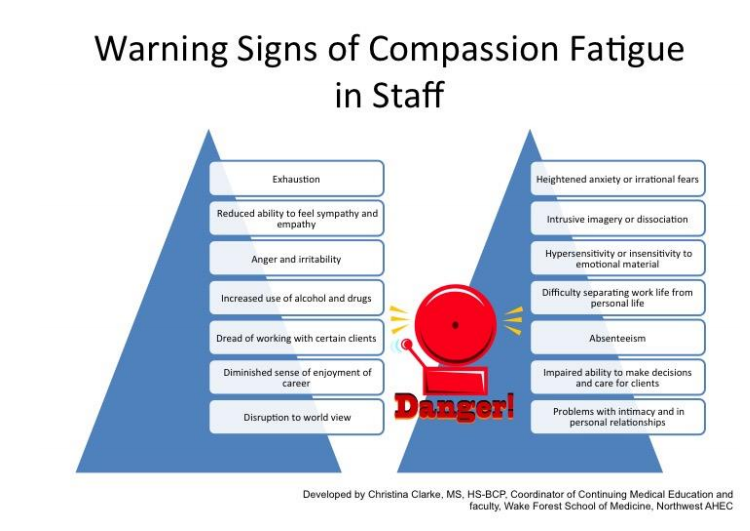 Warning Signs of Compassion Fatigue
in Staff
Exhaustion
Reduced ability to feel sympathy and
empathy
Anger and irritability
Increased use of alcohol and drugs
Dread of working with certain clients
Diminished sense of enjoyment of
career
Disruption to world view
Heightened anxiety or irrational fears
Intrusive imagery or dissociation
Hypersensitivity or insensitivity to
emotional material
Difficulty separating work life from
personal life
Absenteeism
Impaired ability to make decisions
and care for clients
Problems with intimacy and in
personal relationships
Danger!
Developed by Christina Clarke, MS, HS-BCP, Coordinator of Continuing Medical Education and
faculty, Wake Forest School of Medicine, Northwest AHEC